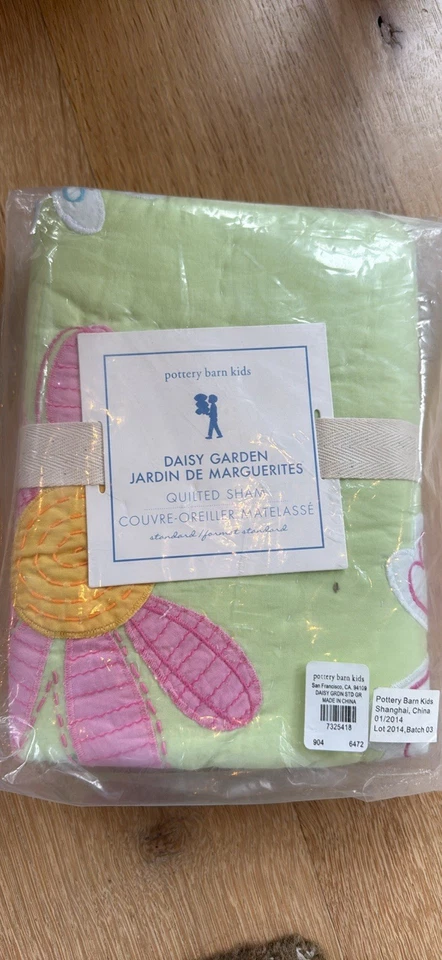 pottery barn kids
DAISY GARDEN
JARDIN DE MARGUERITES
QUILTED SHAM
COUVRE-OREILLER MATELASSÉ
standard/format standard
pottery barn kids
San Francisco, CA. 94109
DAISY GRDN STD GR
MADE IN CHINA
7325418
904 6472
Pottery Barn Kids
Shanghai, China
01/2014
Lot 2014,Batch 03